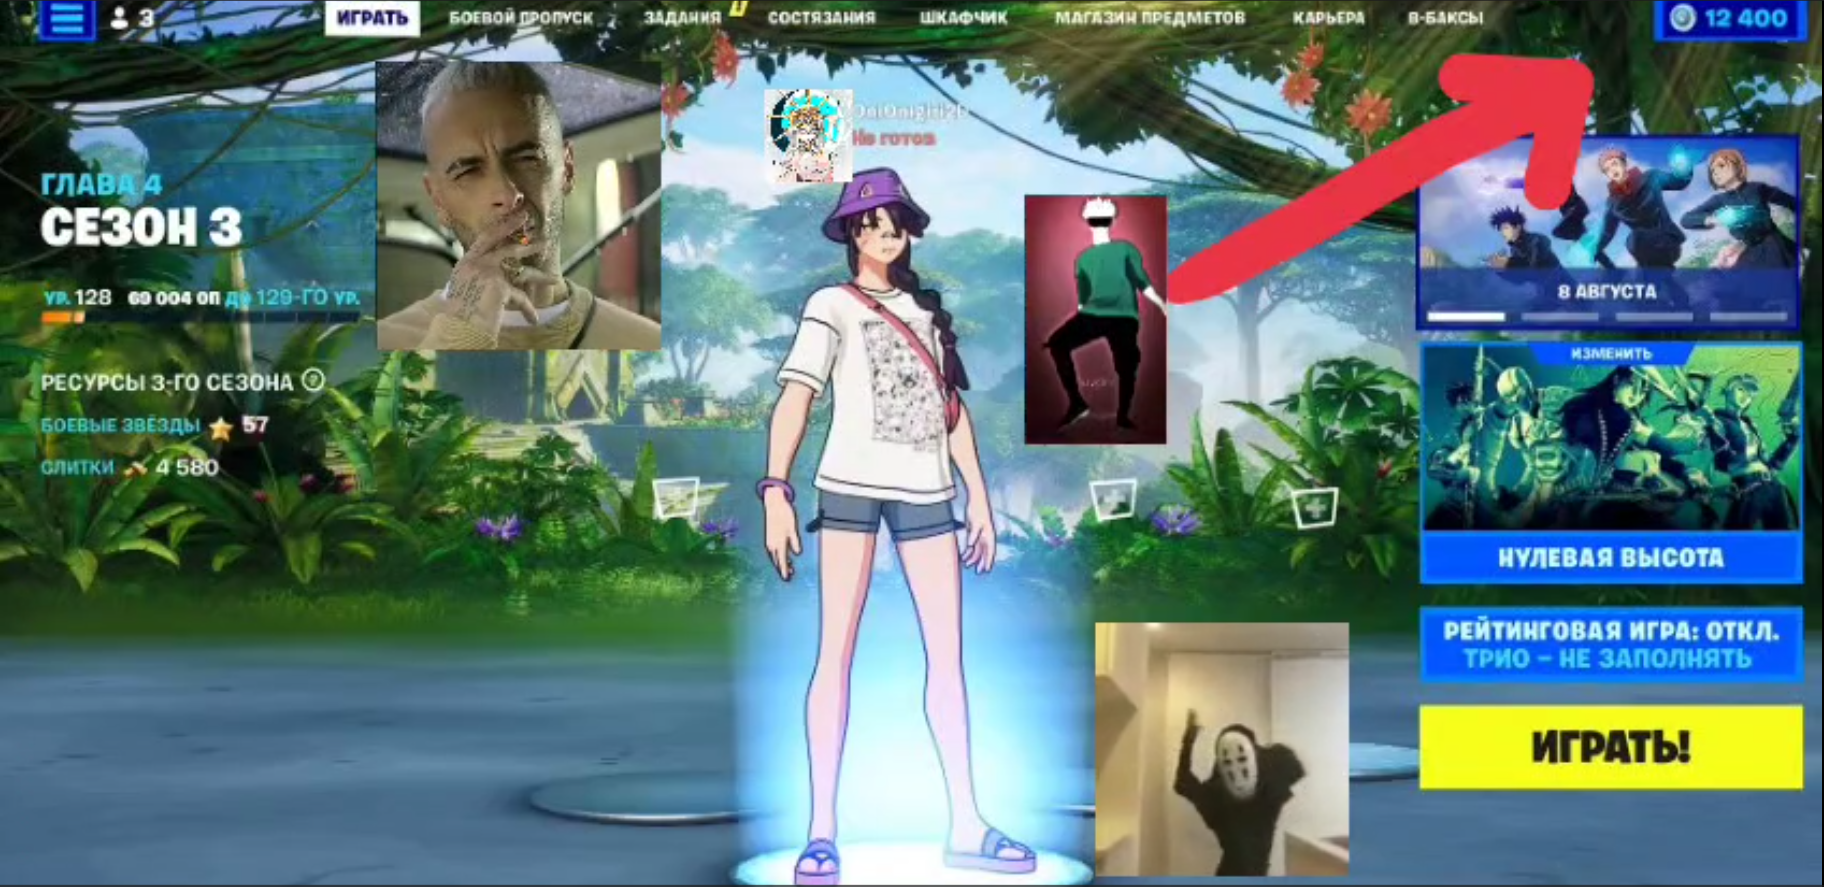 3
ИГРАТЬ
БОЕВОЙ ПРОПУСК
ЗАДАНИЯ
СОСТЯЗАНИЯ
ШКАФЧИК
МАГАЗИН ПРЕДМЕТОВ
КАРЬЕРА
В-БАКСЫ
12 400
Не готов
ГЛАВА 4
СЕЗОН 3
УР. 128 69 004 ОП ДО 129-ГО УР.
РЕСУРСЫ 3-ГО СЕЗОНА ?
БОЕВЫЕ ЗВЁЗДЫ 57
СЛИТКИ 4 580
8 АВГУСТА
ИЗМЕНИТЬ
НУЛЕВАЯ ВЫСОТА
РЕЙТИНГОВАЯ ИГРА: ОТКЛ.
ТРИО – НЕ ЗАПОЛНЯТЬ
ИГРАТЬ!